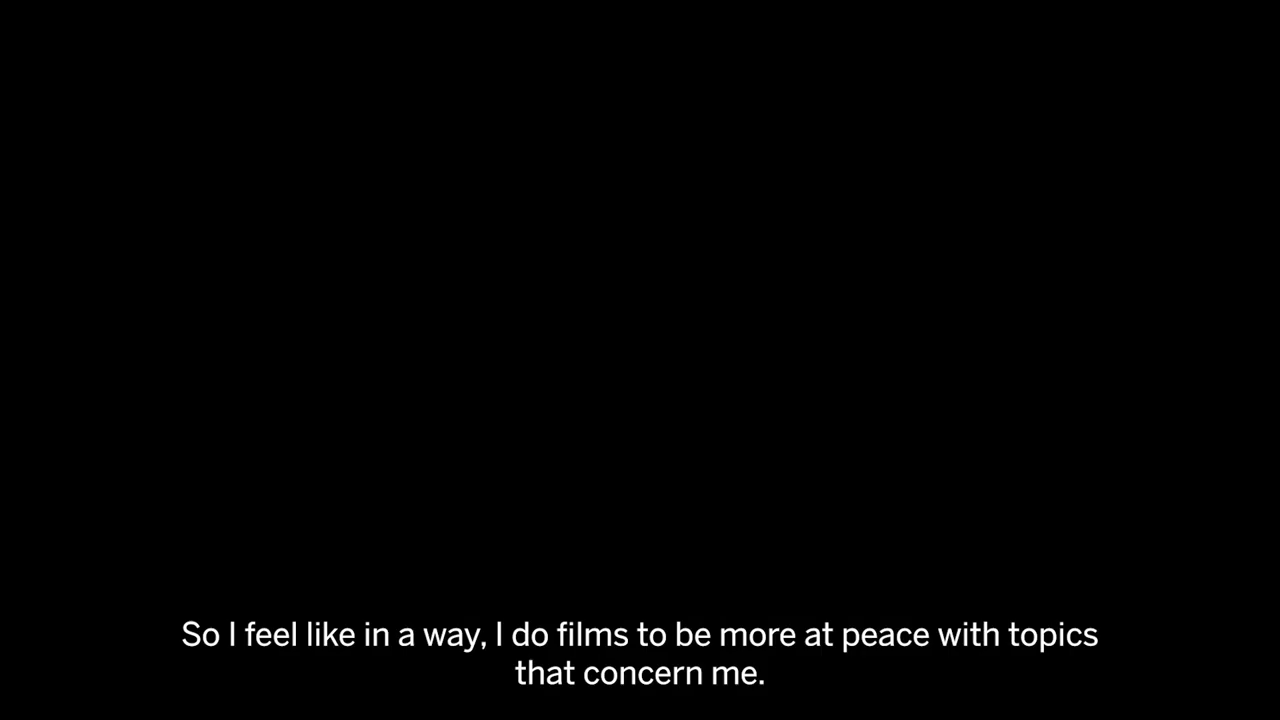 So I feel like in a way, I do films to be more at peace with topics
that concern me.